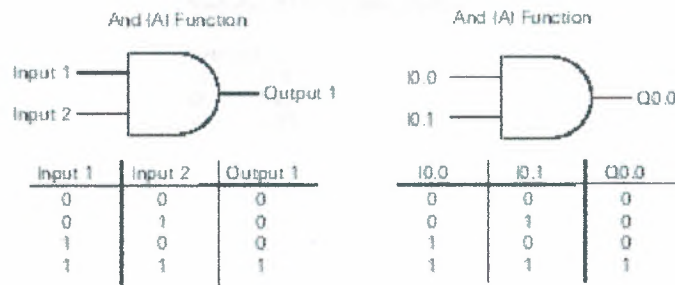 And (A) Function
Input 1
Input 2
Output 1
Input 1 Input 2 Output 1
0 0 0
0 1 0
1 0 0
1 1 1
And (A) Function
I0.0
I0.1
Q0.0
I0.0 I0.1 Q0.0
0 0 0
0 1 0
1 0 0
1 1 1